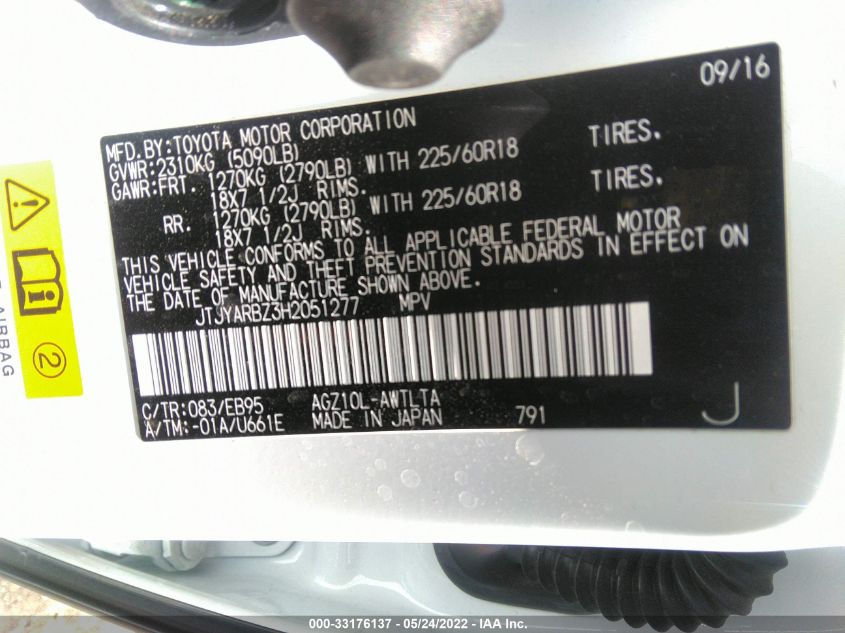 09/16
MFD.BY:TOYOTA MOTOR CORPORATION
GVWR:2310KG (5090LB)
GAWR:FRT. 1270KG (2790LB) WITH 225/60R18 TIRES.
18X7 1/2J RIMS.
RR. 1270KG (2790LB) WITH 225/60R18 TIRES.
18X7 1/2J RIMS.
THIS VEHICLE CONFORMS TO ALL APPLICABLE FEDERAL MOTOR
VEHICLE SAFETY AND THEFT PREVENTION STANDARDS IN EFFECT ON
THE DATE OF MANUFACTURE SHOWN ABOVE.
JTJYARBZ3H2051277 MPV
C/TR:083/EB95 AGZ10L-AWTLTA
A/TM:-01A/U661E MADE IN JAPAN 791
J
AIRBAG
2
000-33176137 - 05/24/2022 - IAA Inc.